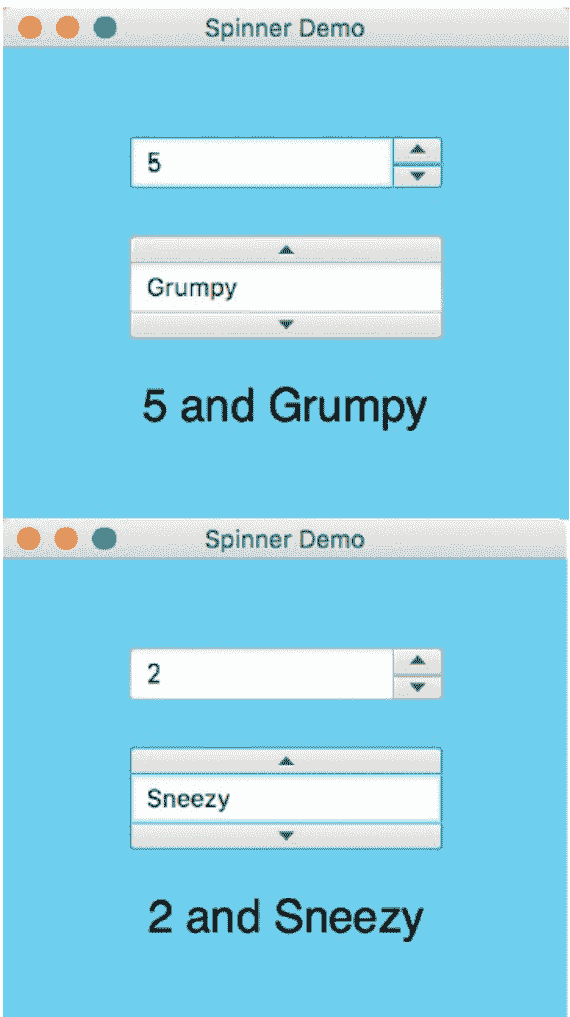 Spinner Demo
5
Grumpy
5 and Grumpy
Spinner Demo
2
Sneezy
2 and Sneezy